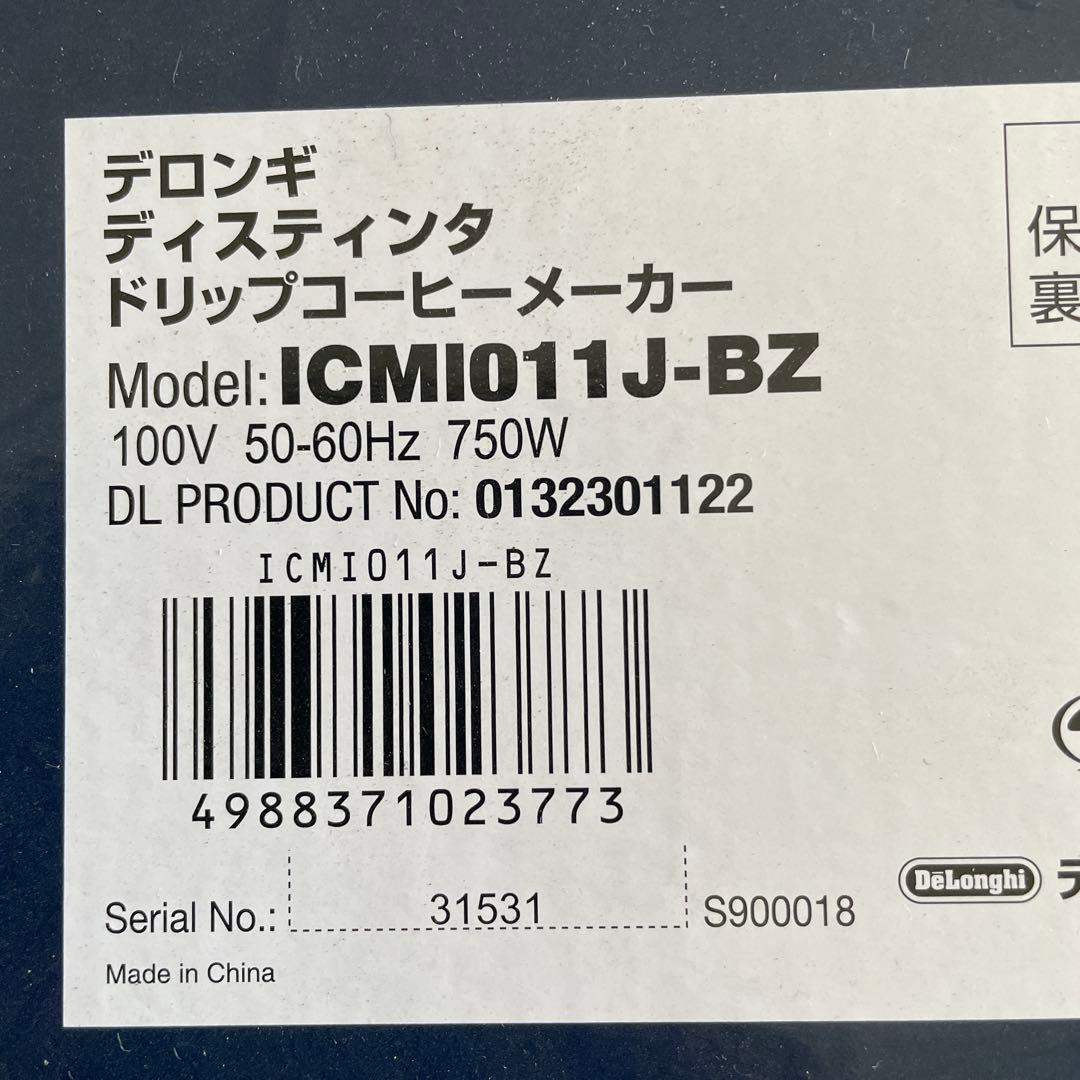 デロンギ
ディスティンタ
ドリップコーヒーメーカー
Model: ICMI011J-BZ
100V 50-60Hz 750W
DL PRODUCT No: 0132301122
ICMI011J-BZ
4988371023773
Serial No.: 31531 S900018
Made in China
保
裏
DeLonghi デ